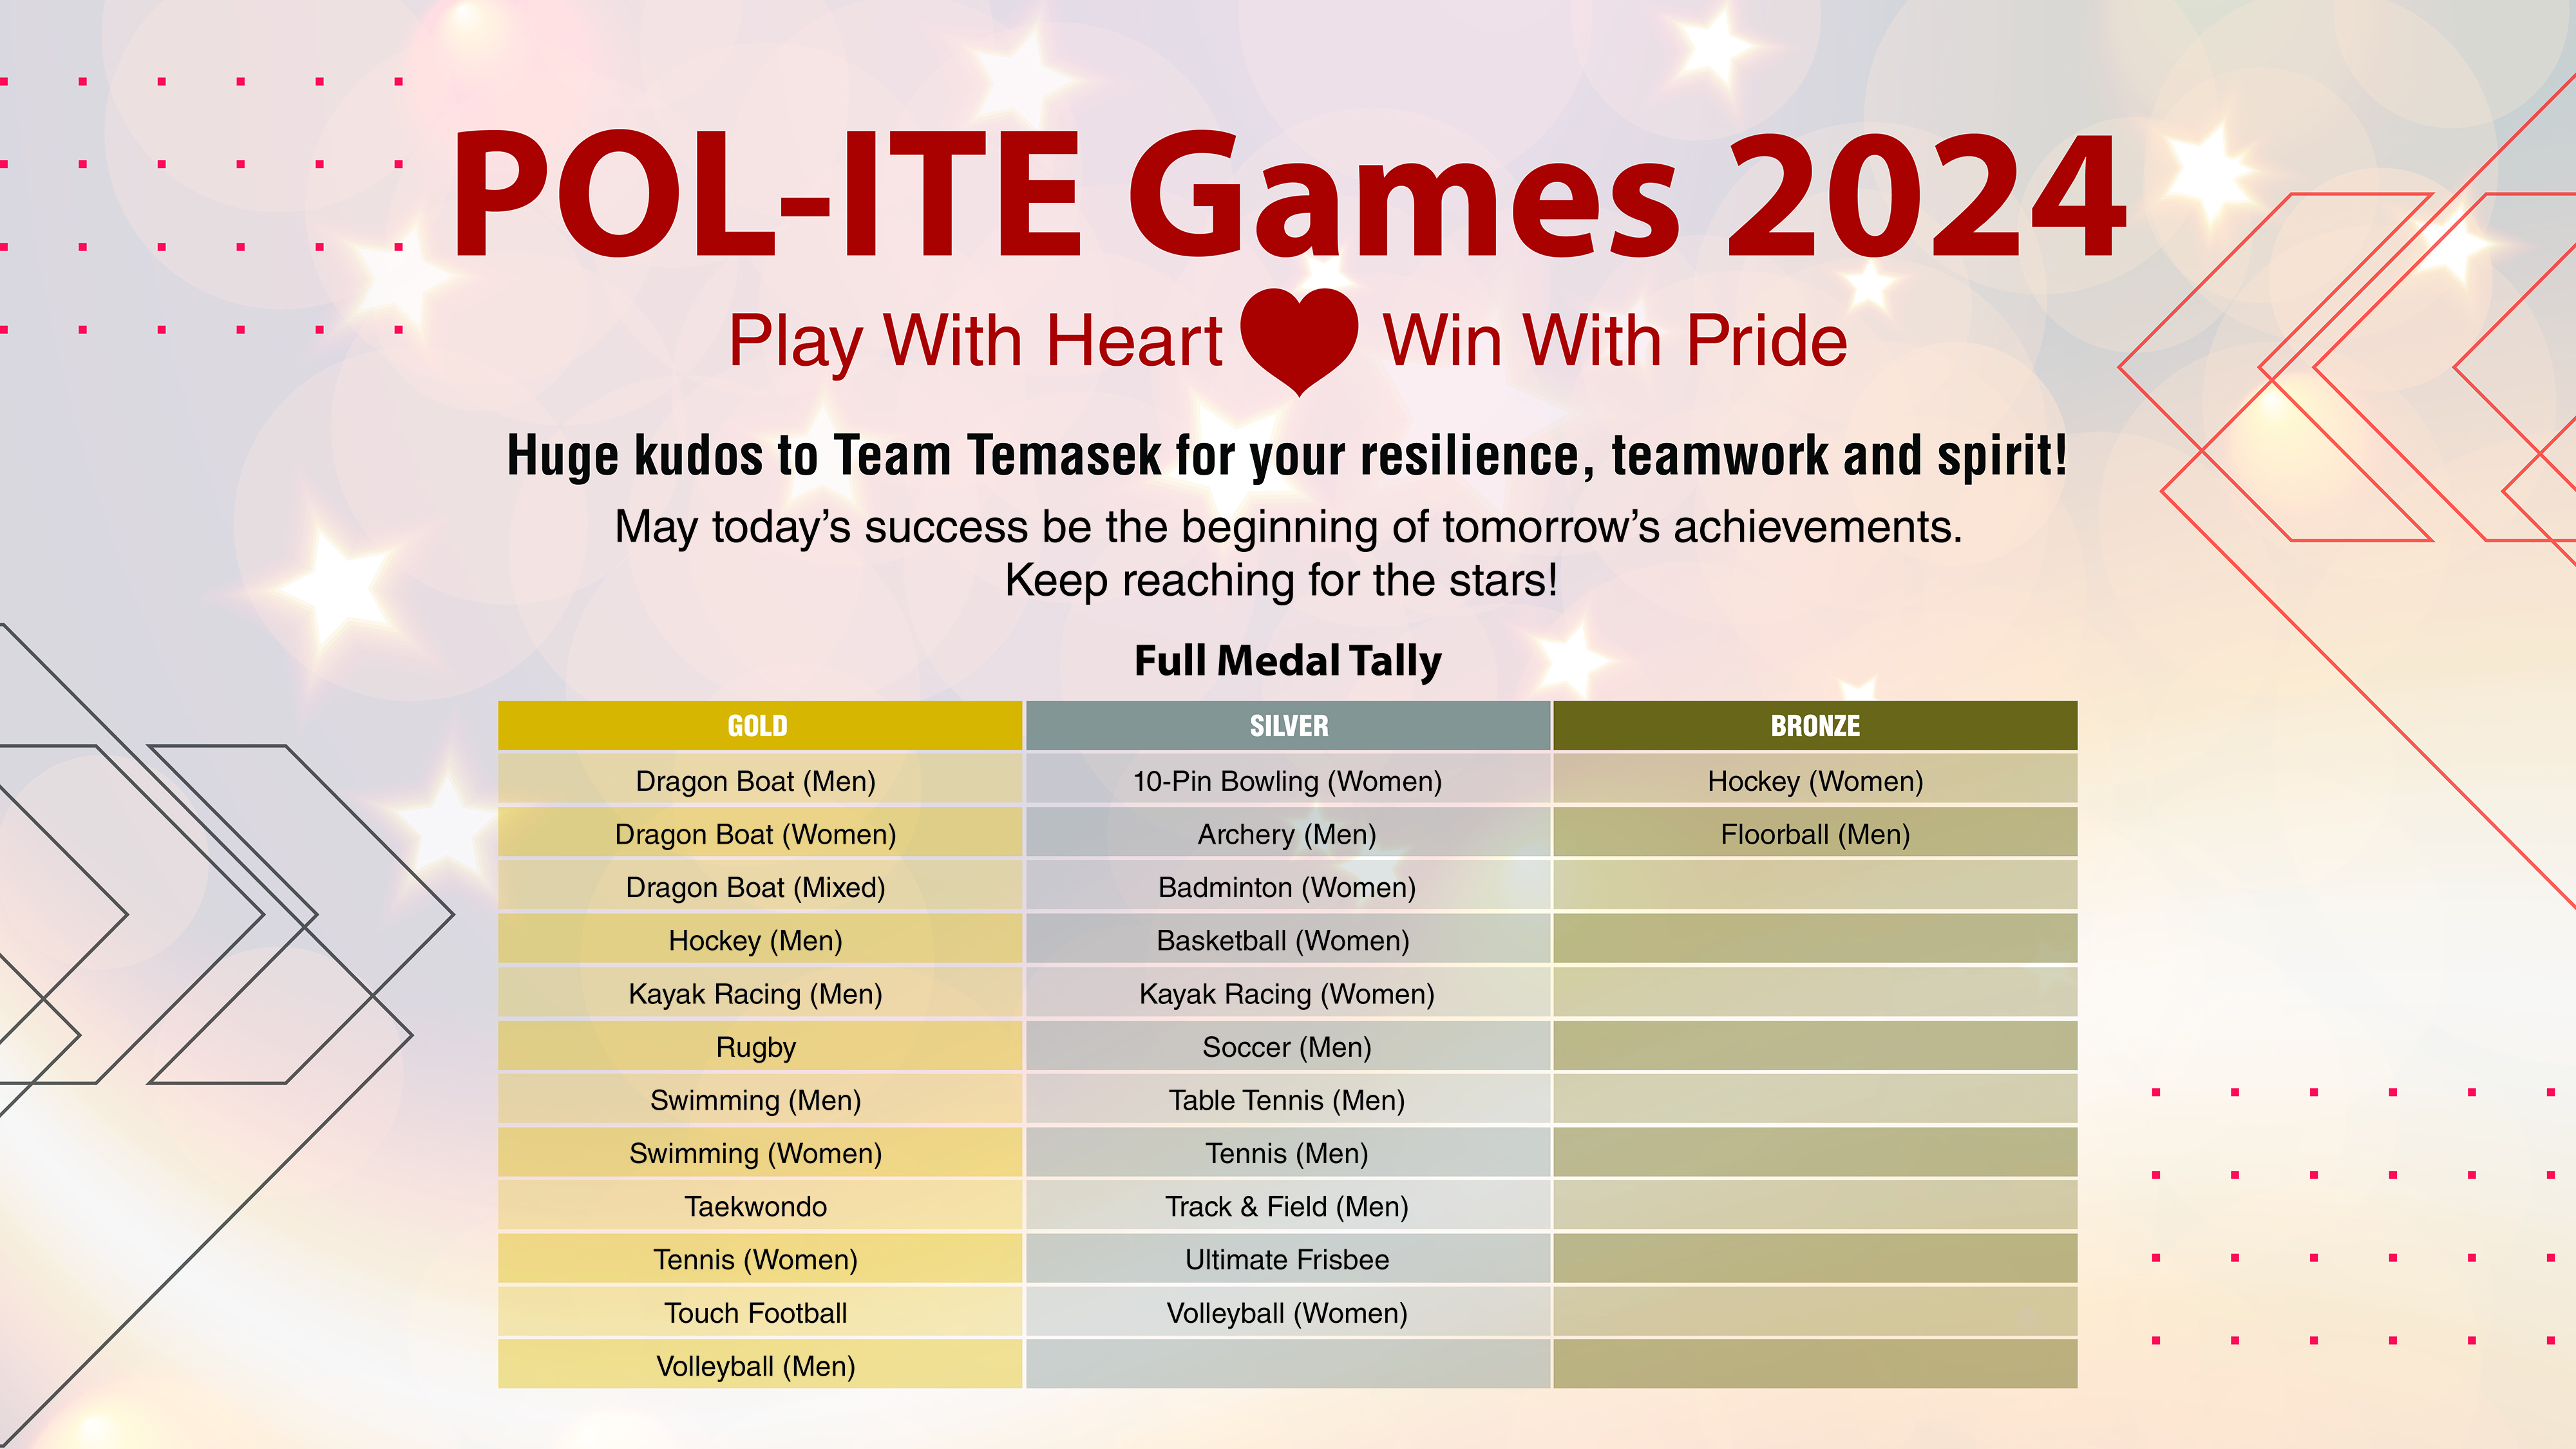 POL-ITE Games 2024
Play With Heart Win With Pride
Huge kudos to Team Temasek for your resilience, teamwork and spirit!
May today’s success be the beginning of tomorrow’s achievements.
Keep reaching for the stars!
Full Medal Tally
GOLD SILVER BRONZE
Dragon Boat (Men) 10-Pin Bowling (Women) Hockey (Women)
Dragon Boat (Women) Archery (Men) Floorball (Men)
Dragon Boat (Mixed) Badminton (Women)
Hockey (Men) Basketball (Women)
Kayak Racing (Men) Kayak Racing (Women)
Rugby Soccer (Men)
Swimming (Men) Table Tennis (Men)
Swimming (Women) Tennis (Men)
Taekwondo Track & Field (Men)
Tennis (Women) Ultimate Frisbee
Touch Football Volleyball (Women)
Volleyball (Men)